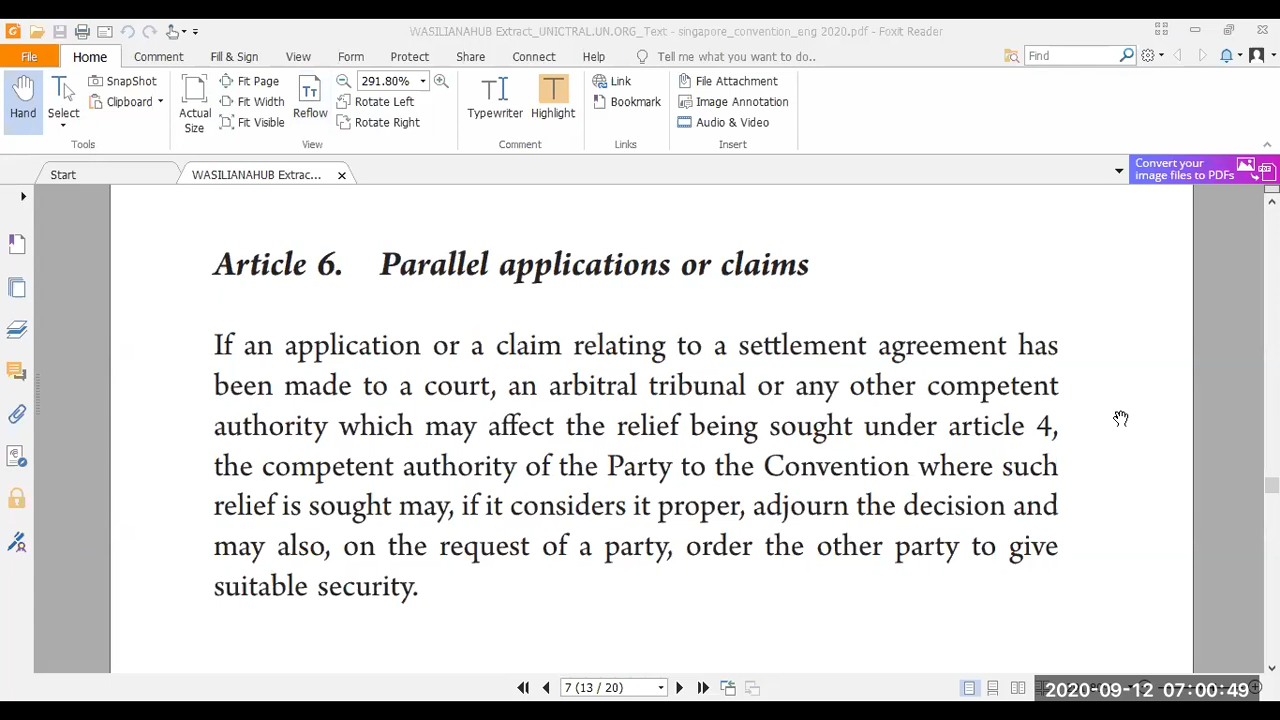 WASILIANAHUB Extract_UNICTRAL.UN.ORG_Text - singapore_convention_eng 2020.pdf - Foxit Reader
File Home Comment Fill & Sign View Form Protect Share Connect Help Tell me what you want to do.. Find
Hand Select SnapShot Clipboard
Tools
Actual Size Fit Page Fit Width Fit Visible Reflow 291.80% Rotate Left Rotate Right
View
Typewriter Highlight
Comment
Link Bookmark
Links
File Attachment Image Annotation Audio & Video
Insert
Start WASILIANAHUB Extrac...
Convert your
image files to PDFs
Article 6. Parallel applications or claims
If an application or a claim relating to a settlement agreement has
been made to a court, an arbitral tribunal or any other competent
authority which may affect the relief being sought under article 4,
the competent authority of the Party to the Convention where such
relief is sought may, if it considers it proper, adjourn the decision and
may also, on the request of a party, order the other party to give
suitable security.
7 (13 / 20)
2020-09-12 07:00:49